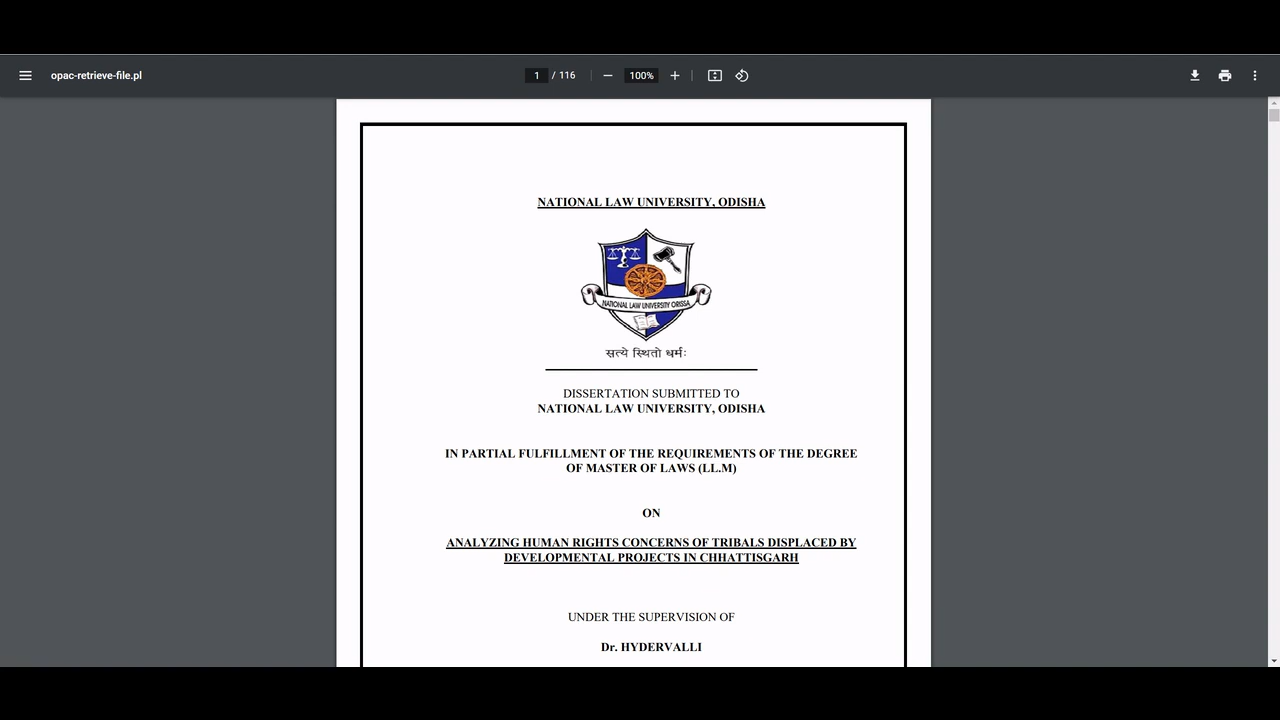 opac-retrieve-file.pl
1 / 116
100%
NATIONAL LAW UNIVERSITY, ODISHA
NATIONAL LAW UNIVERSITY ORISSA
सत्ये स्थितो धर्मः
DISSERTATION SUBMITTED TO
NATIONAL LAW UNIVERSITY, ODISHA
IN PARTIAL FULFILLMENT OF THE REQUIREMENTS OF THE DEGREE
OF MASTER OF LAWS (LL.M)
ON
ANALYZING HUMAN RIGHTS CONCERNS OF TRIBALS DISPLACED BY
DEVELOPMENTAL PROJECTS IN CHHATTISGARH
UNDER THE SUPERVISION OF
Dr. HYDERVALLI